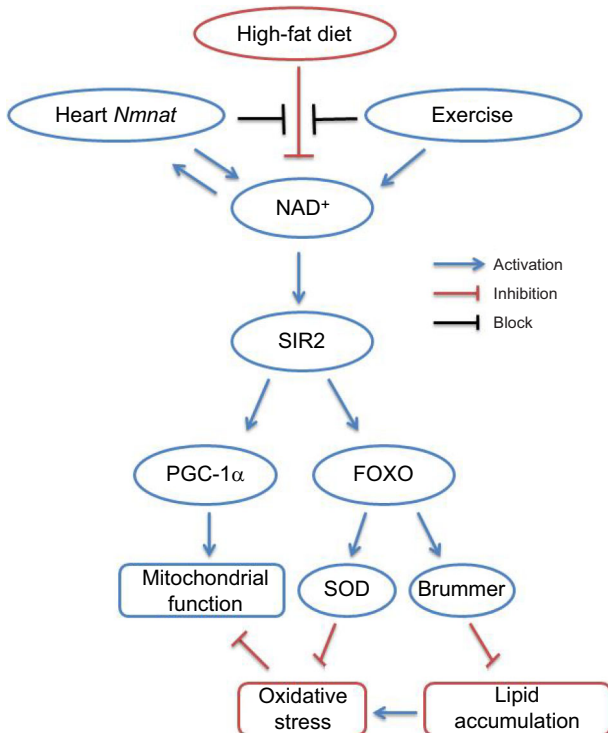 High-fat diet
Heart Nmnat
Exercise
NAD⁺
Activation
Inhibition
Block
SIR2
PGC-1α
FOXO
Mitochondrial
function
SOD
Brummer
Oxidative
stress
Lipid
accumulation